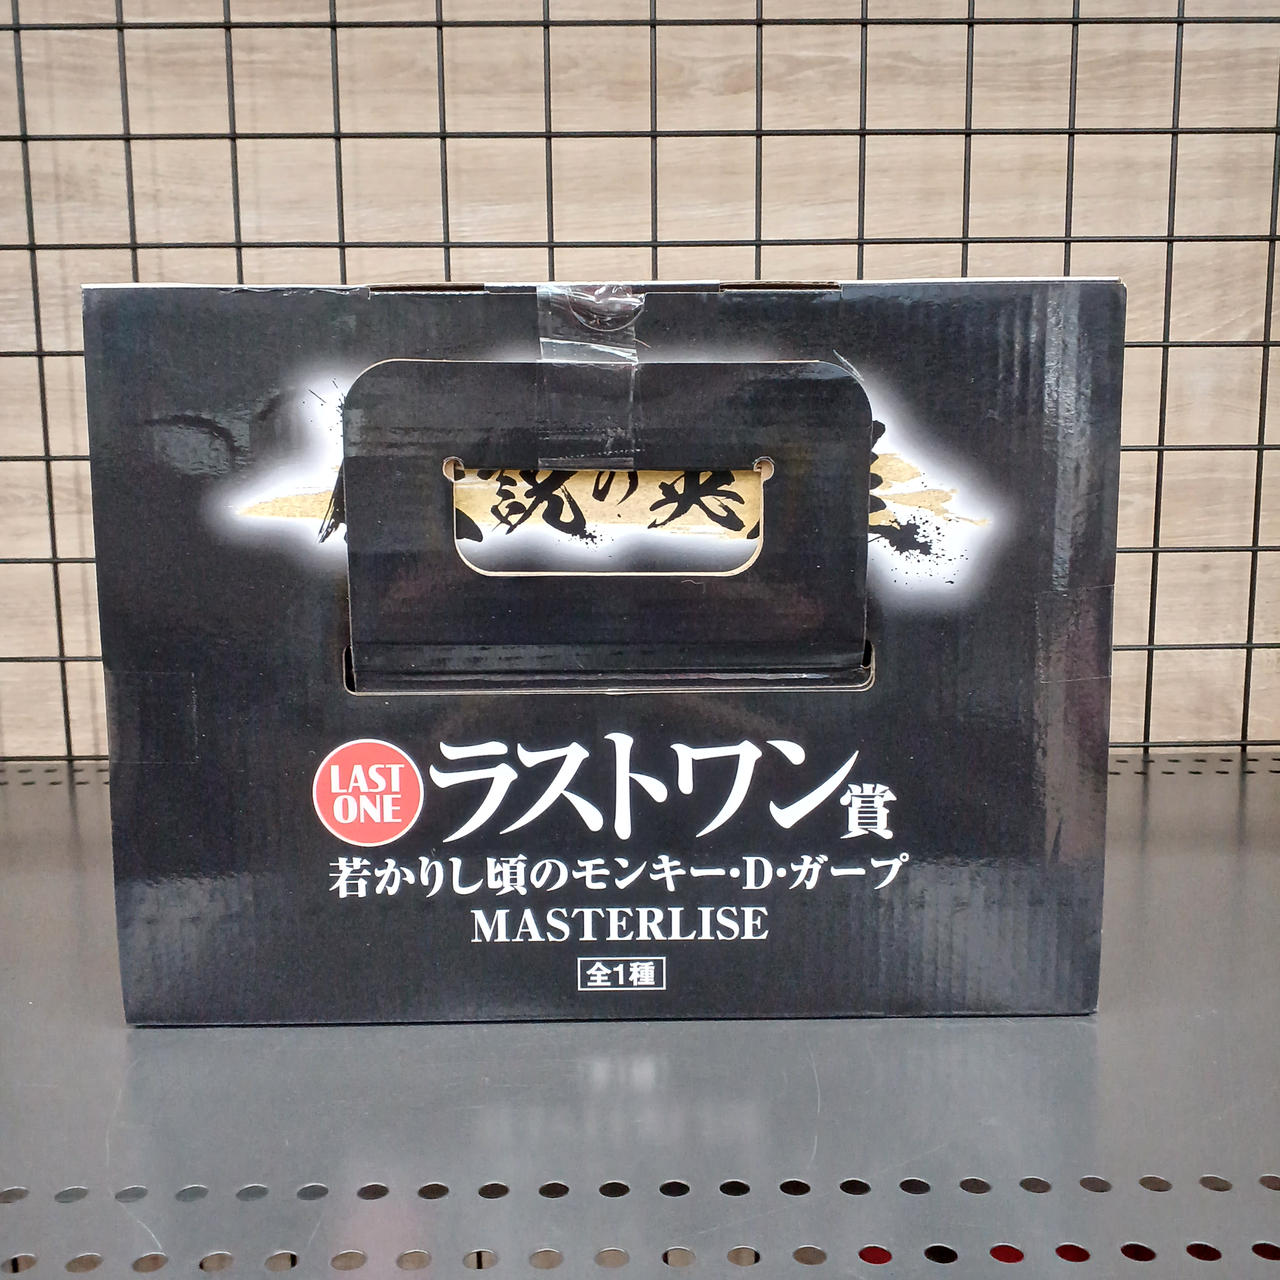 説の英
LAST
ONE
ラストワン賞
若かりし頃のモンキー・D・ガープ
MASTERLISE
全1種